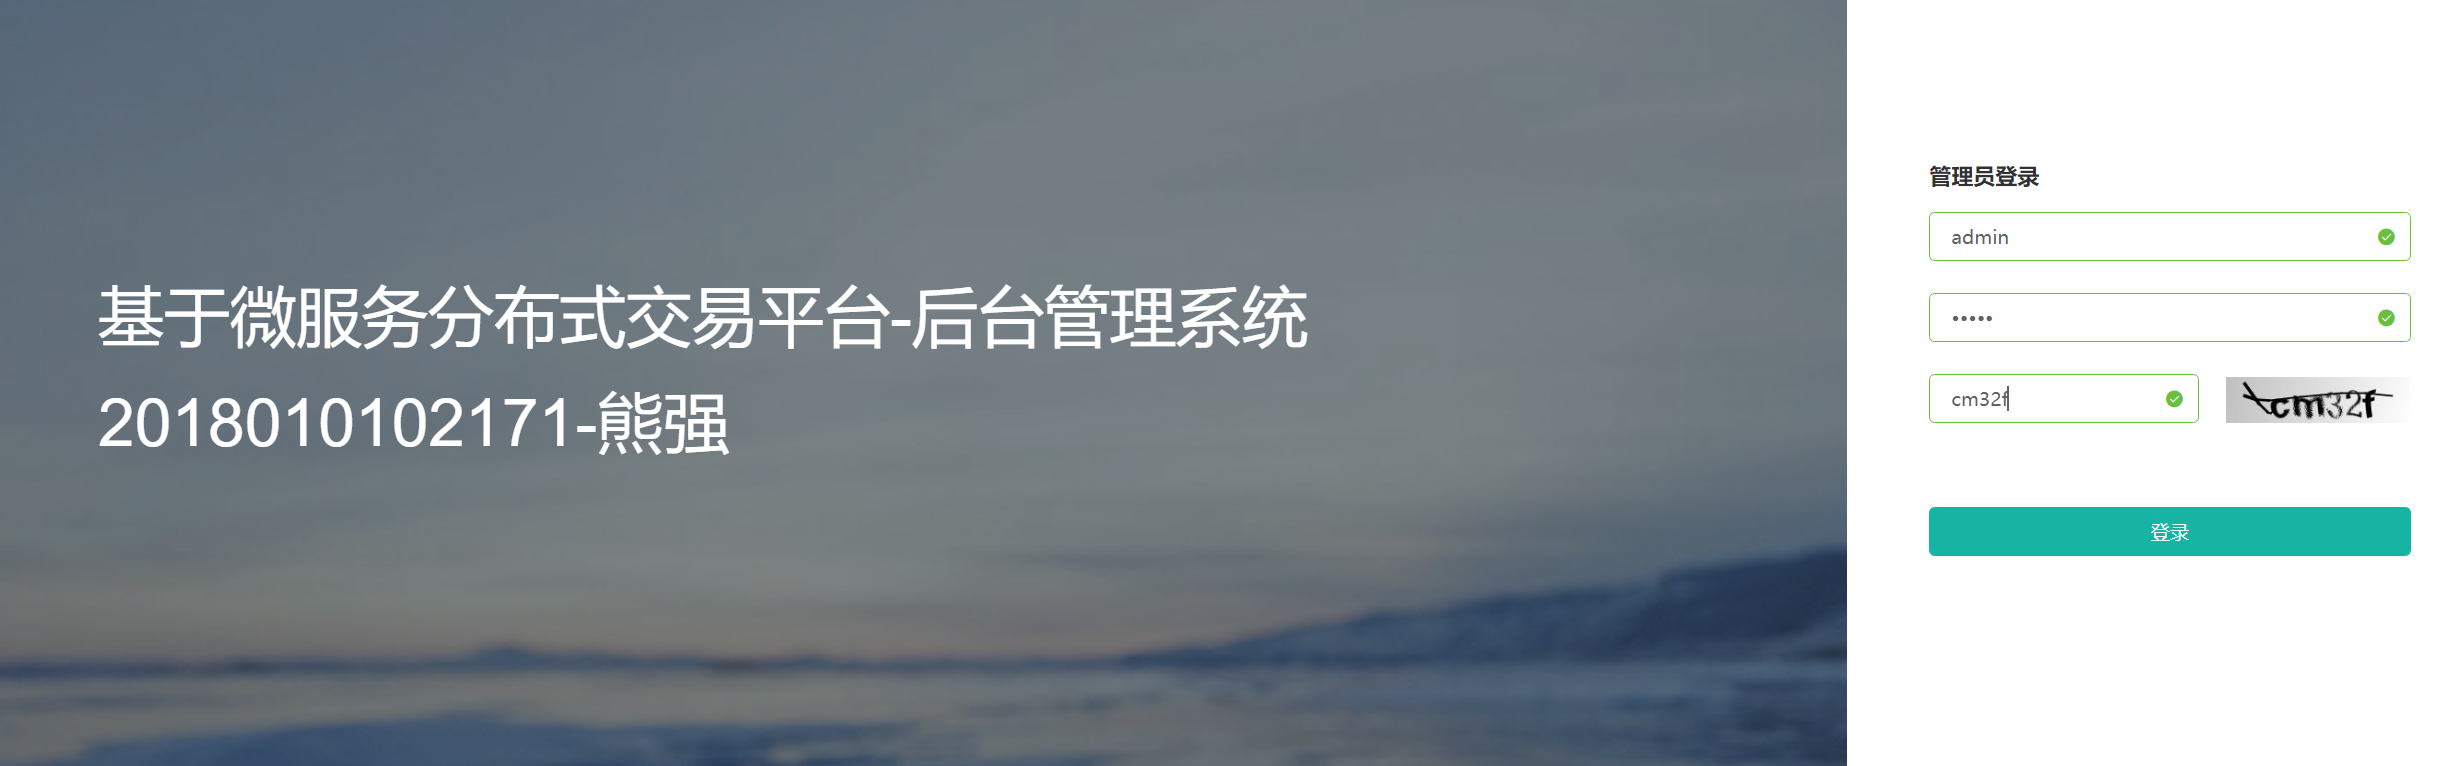 基于微服务分布式交易平台-后台管理系统
2018010102171-熊强
管理员登录
admin
•••••
cm32f
cm32f
登录